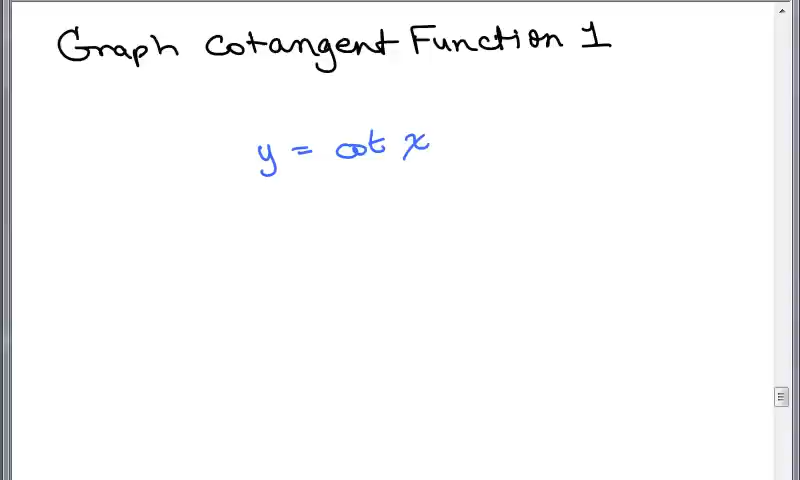 Graph cotangent Function 1
y = cot x